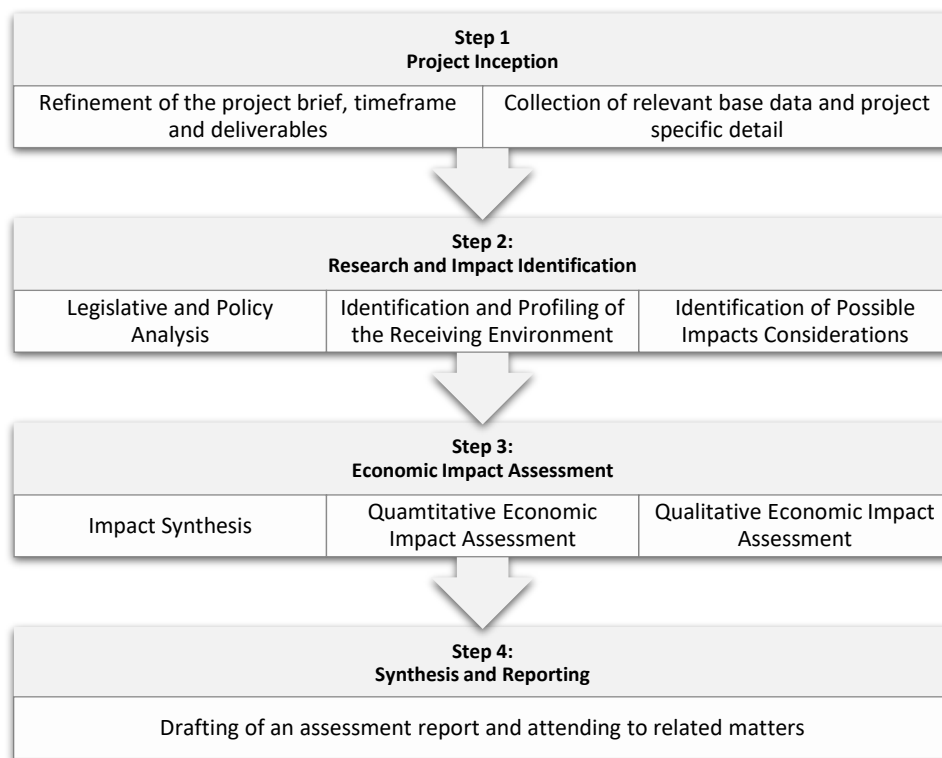 Step 1
Project Inception
Refinement of the project brief, timeframe
and deliverables
Collection of relevant base data and project
specific detail
Step 2:
Research and Impact Identification
Legislative and Policy
Analysis
Identification and Profiling of
the Receiving Environment
Identification of Possible
Impacts Considerations
Step 3:
Economic Impact Assessment
Impact Synthesis
Quamtitative Economic
Impact Assessment
Qualitative Economic Impact
Assessment
Step 4:
Synthesis and Reporting
Drafting of an assessment report and attending to related matters